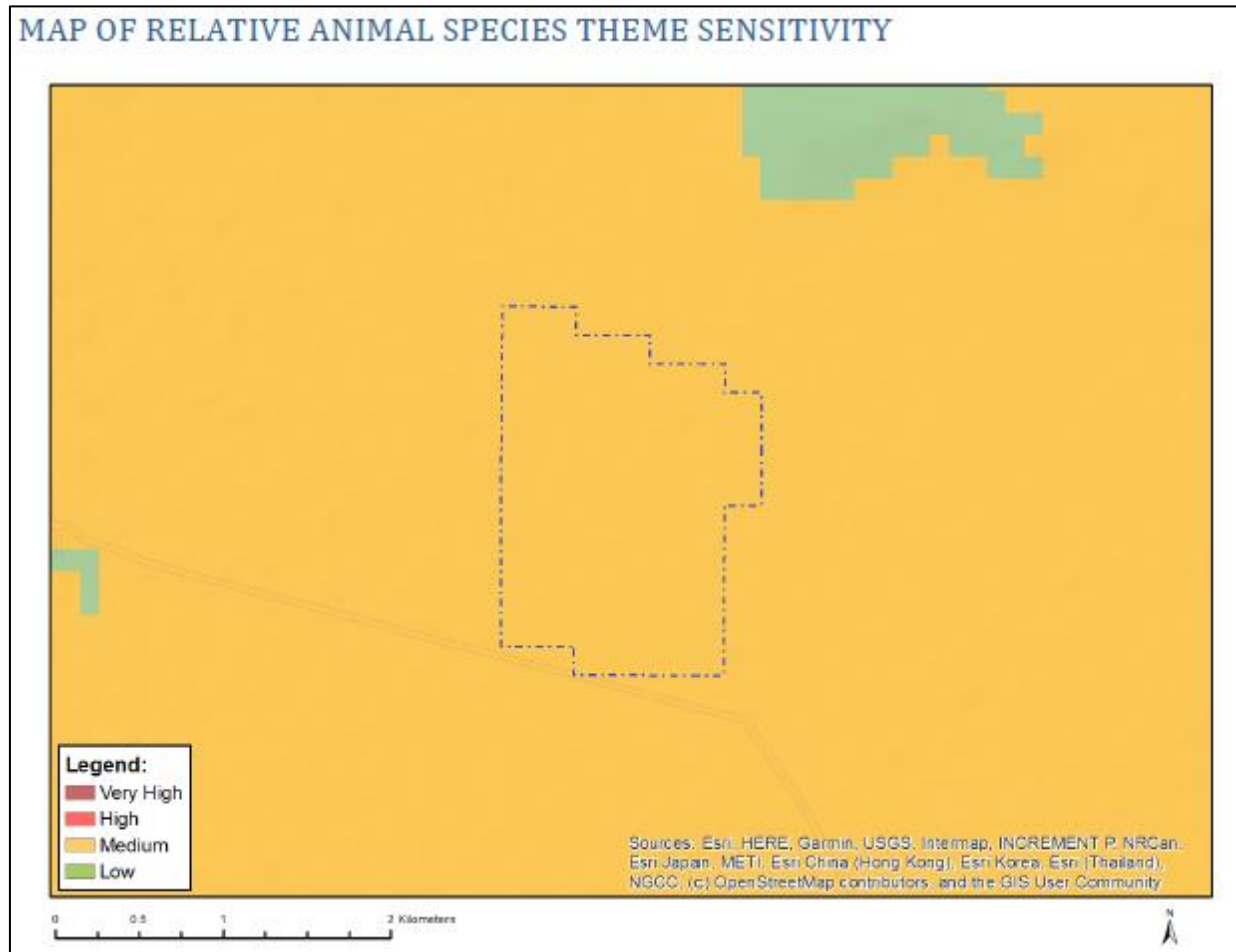 MAP OF RELATIVE ANIMAL SPECIES THEME SENSITIVITY
Legend:
Very High
High
Medium
Low
Sources: Esri, HERE, Garmin, USGS, Intermap, INCREMENT P, NRCan,
Esri Japan, METI, Esri China (Hong Kong), Esri Korea, Esri (Thailand),
NGCC, (c) OpenStreetMap contributors, and the GIS User Community
0 0.5 1 2 Kilometers
N